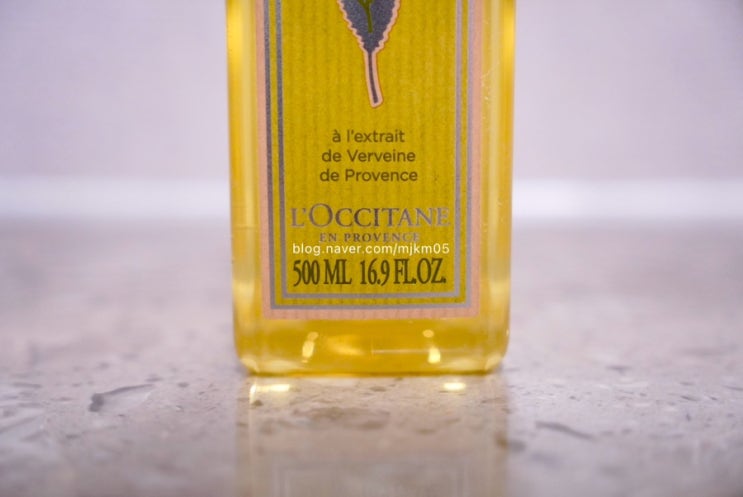 à l'extrait
de Verveine
de Provence
L'OCCITANE
EN PROVENCE
blog.naver.com/mjkm05
500 ML 16.9 FL.OZ.